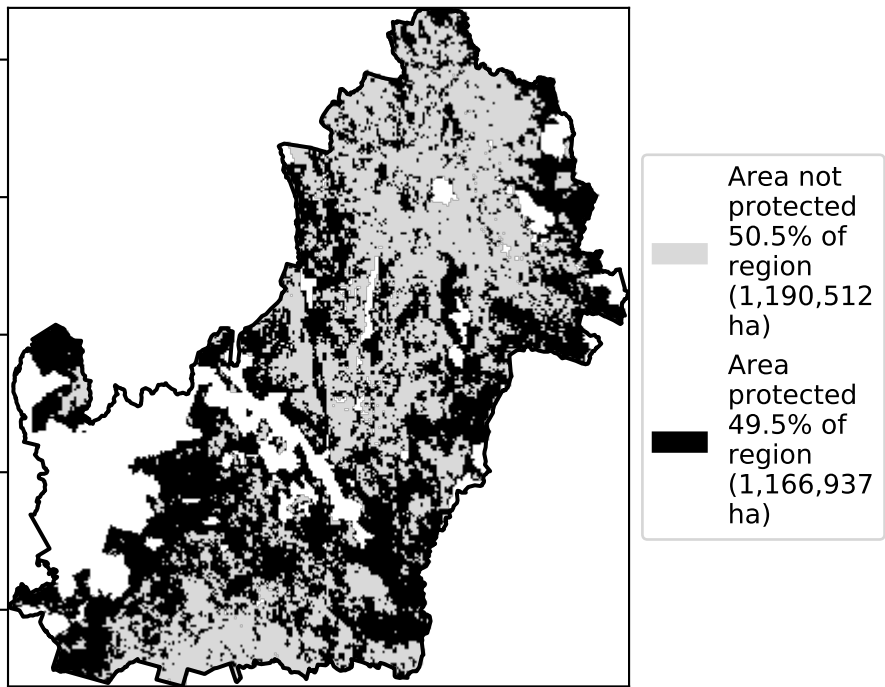 Area not
protected
50.5% of
region
(1,190,512
ha)
Area
protected
49.5% of
region
(1,166,937
ha)